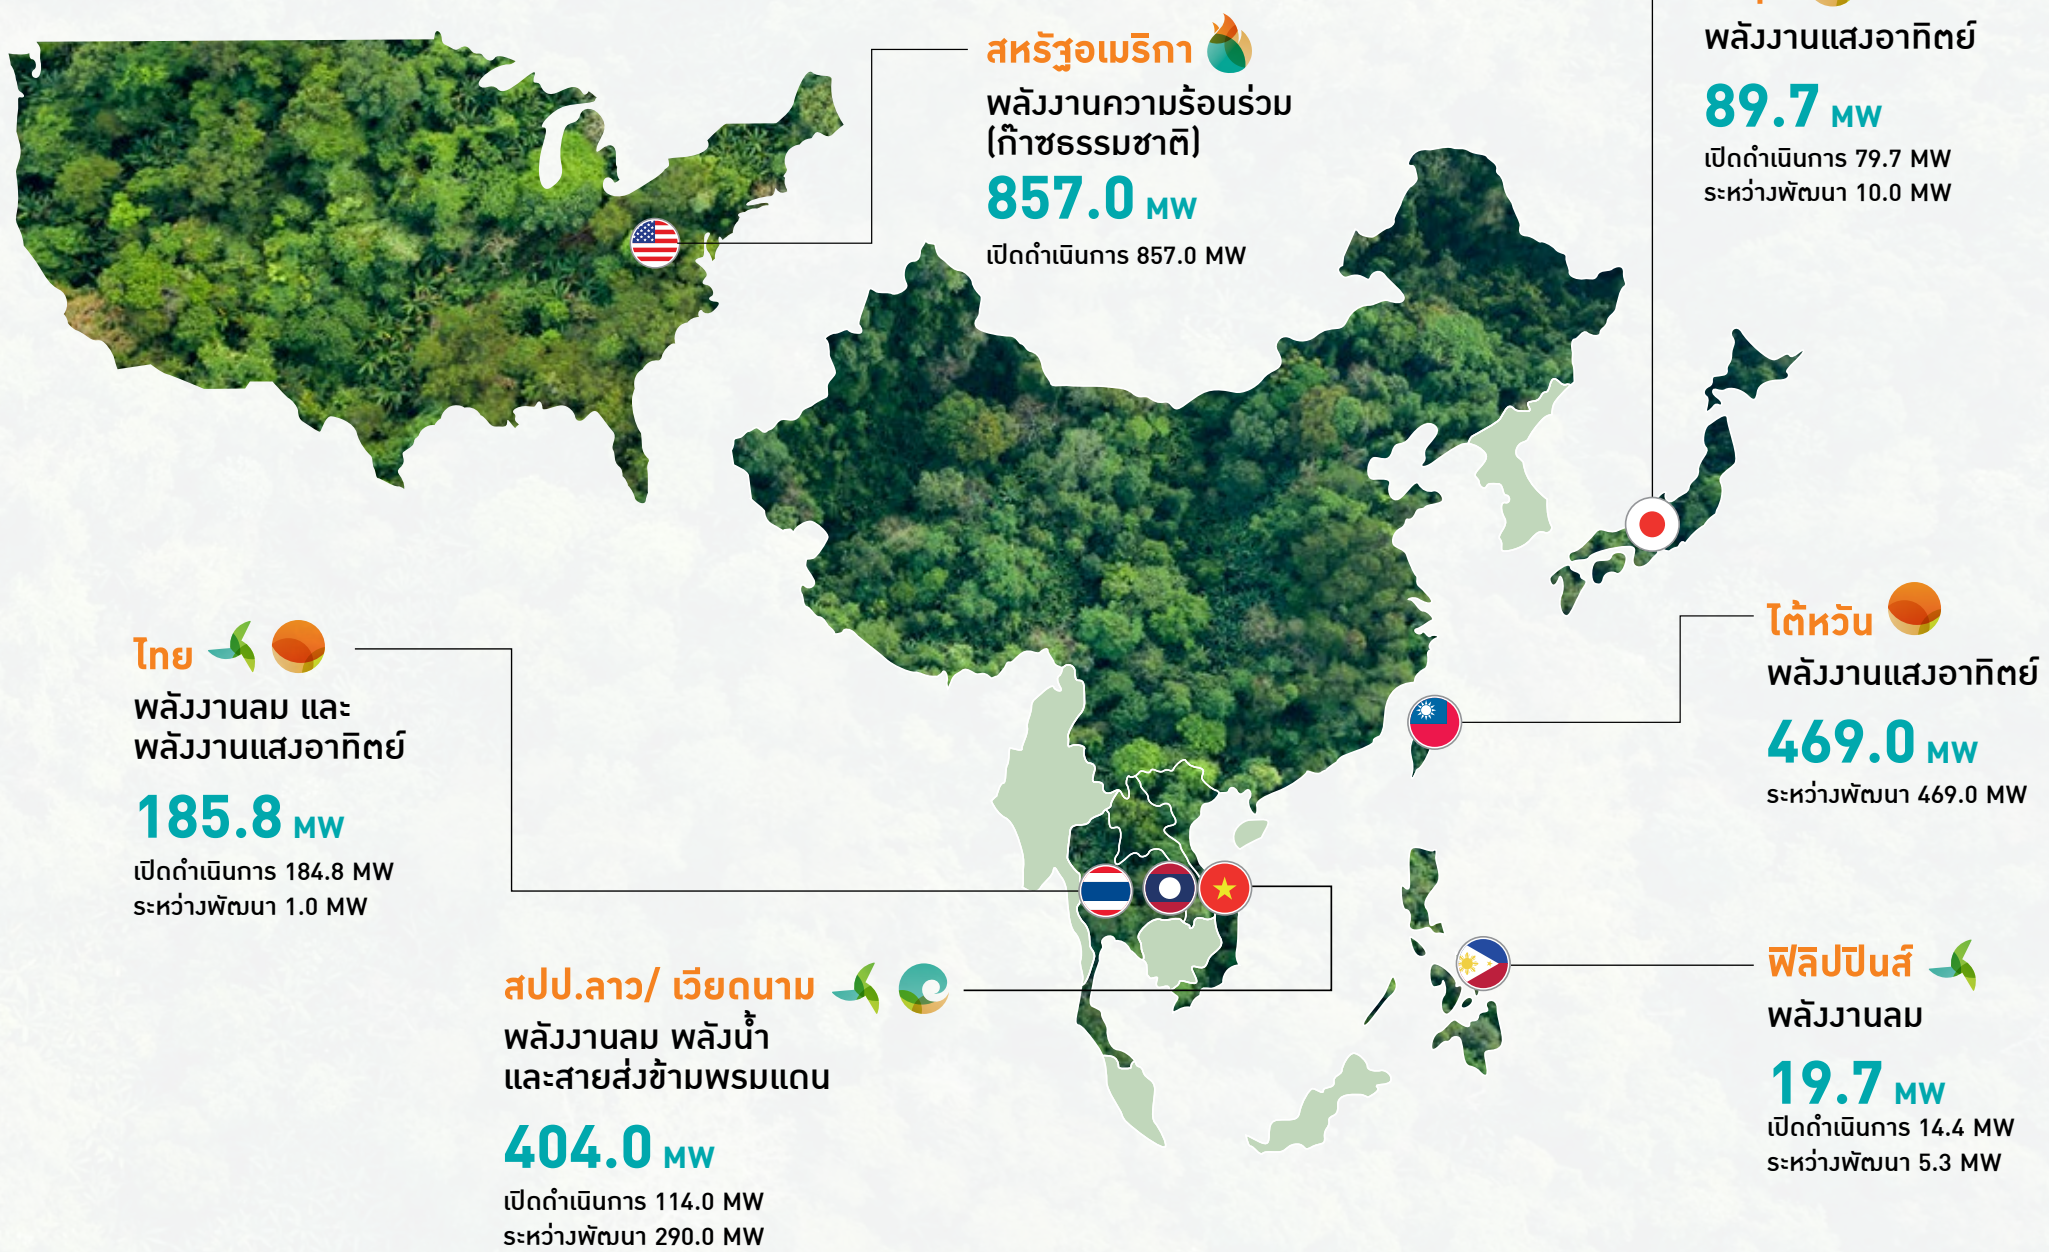 สหรัฐอเมริกา
พลังงานความร้อนร่วม
(ก๊าซธรรมชาติ)
857.0 MW
เปิดดำเนินการ 857.0 MW
พลังงานแสงอาทิตย์
89.7 MW
เปิดดำเนินการ 79.7 MW
ระหว่างพัฒนา 10.0 MW
ไทย
พลังงานลม และ
พลังงานแสงอาทิตย์
185.8 MW
เปิดดำเนินการ 184.8 MW
ระหว่างพัฒนา 1.0 MW
ไต้หวัน
พลังงานแสงอาทิตย์
469.0 MW
ระหว่างพัฒนา 469.0 MW
สปป.ลาว/ เวียดนาม
พลังงานลม พลังน้ำ
และสายส่งข้ามพรมแดน
404.0 MW
เปิดดำเนินการ 114.0 MW
ระหว่างพัฒนา 290.0 MW
ฟิลิปปินส์
พลังงานลม
19.7 MW
เปิดดำเนินการ 14.4 MW
ระหว่างพัฒนา 5.3 MW